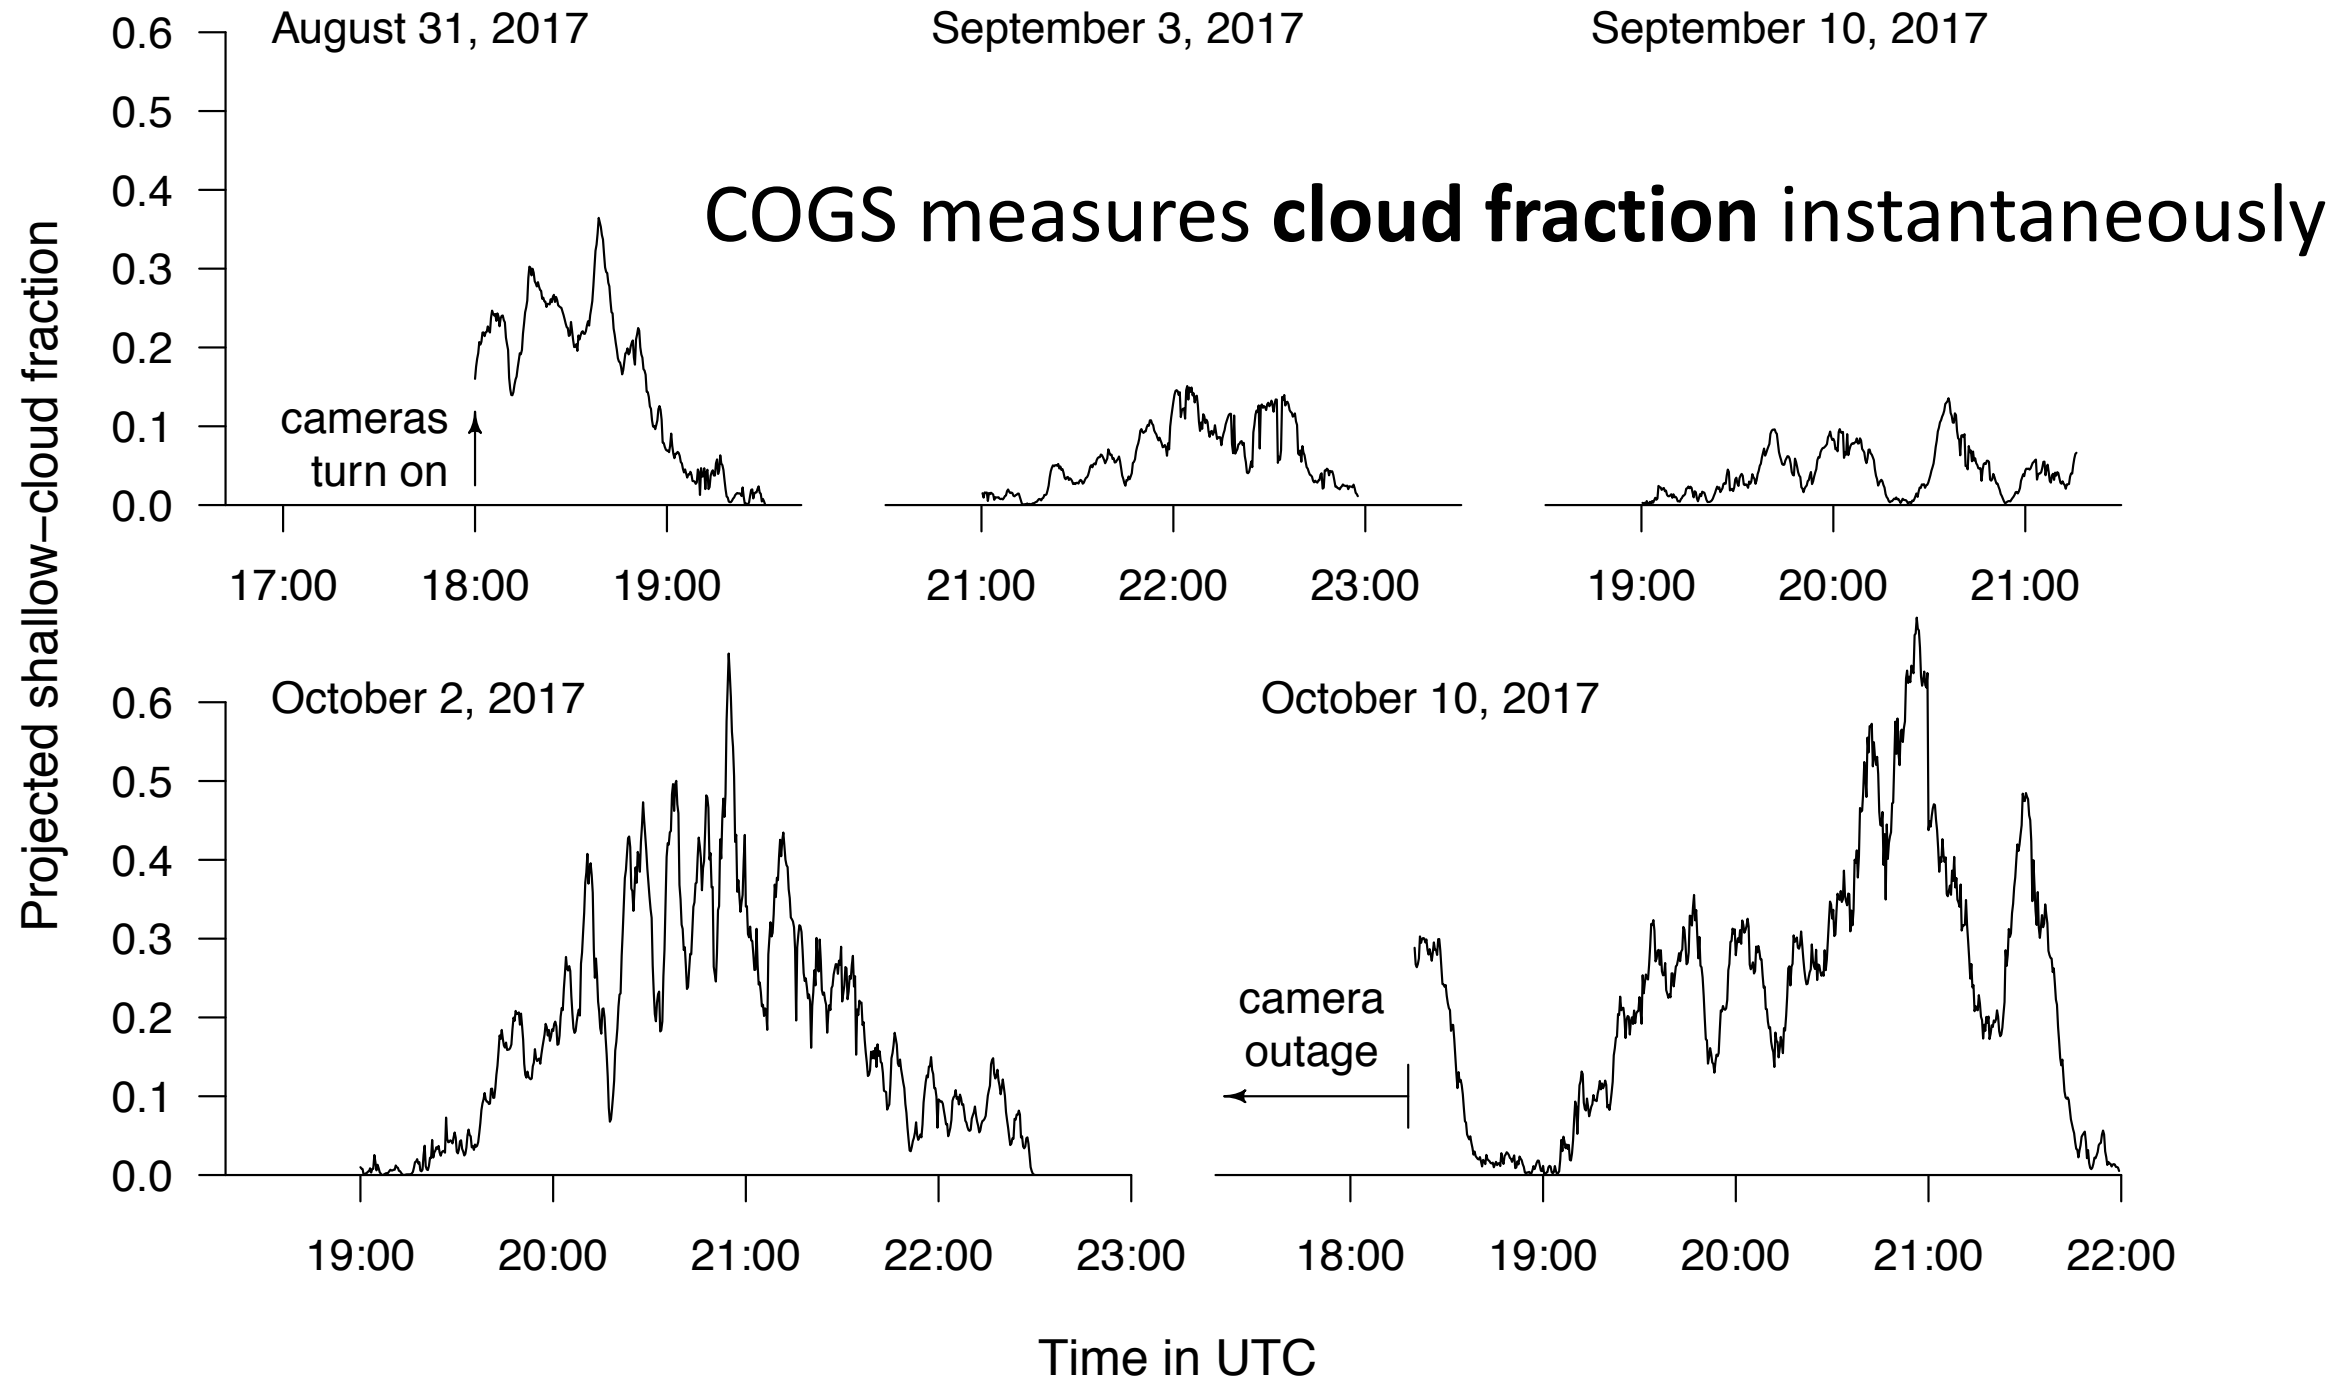 August 31, 2017
September 3, 2017
September 10, 2017
COGS measures cloud fraction instantaneously
Projected shallow–cloud fraction
0.6
0.5
0.4
0.3
0.2
0.1
0.0
cameras
turn on
17:00 18:00 19:00
21:00 22:00 23:00
19:00 20:00 21:00
October 2, 2017
October 10, 2017
0.6
0.5
0.4
0.3
0.2
0.1
0.0
camera
outage
19:00 20:00 21:00 22:00 23:00
18:00 19:00 20:00 21:00 22:00
Time in UTC